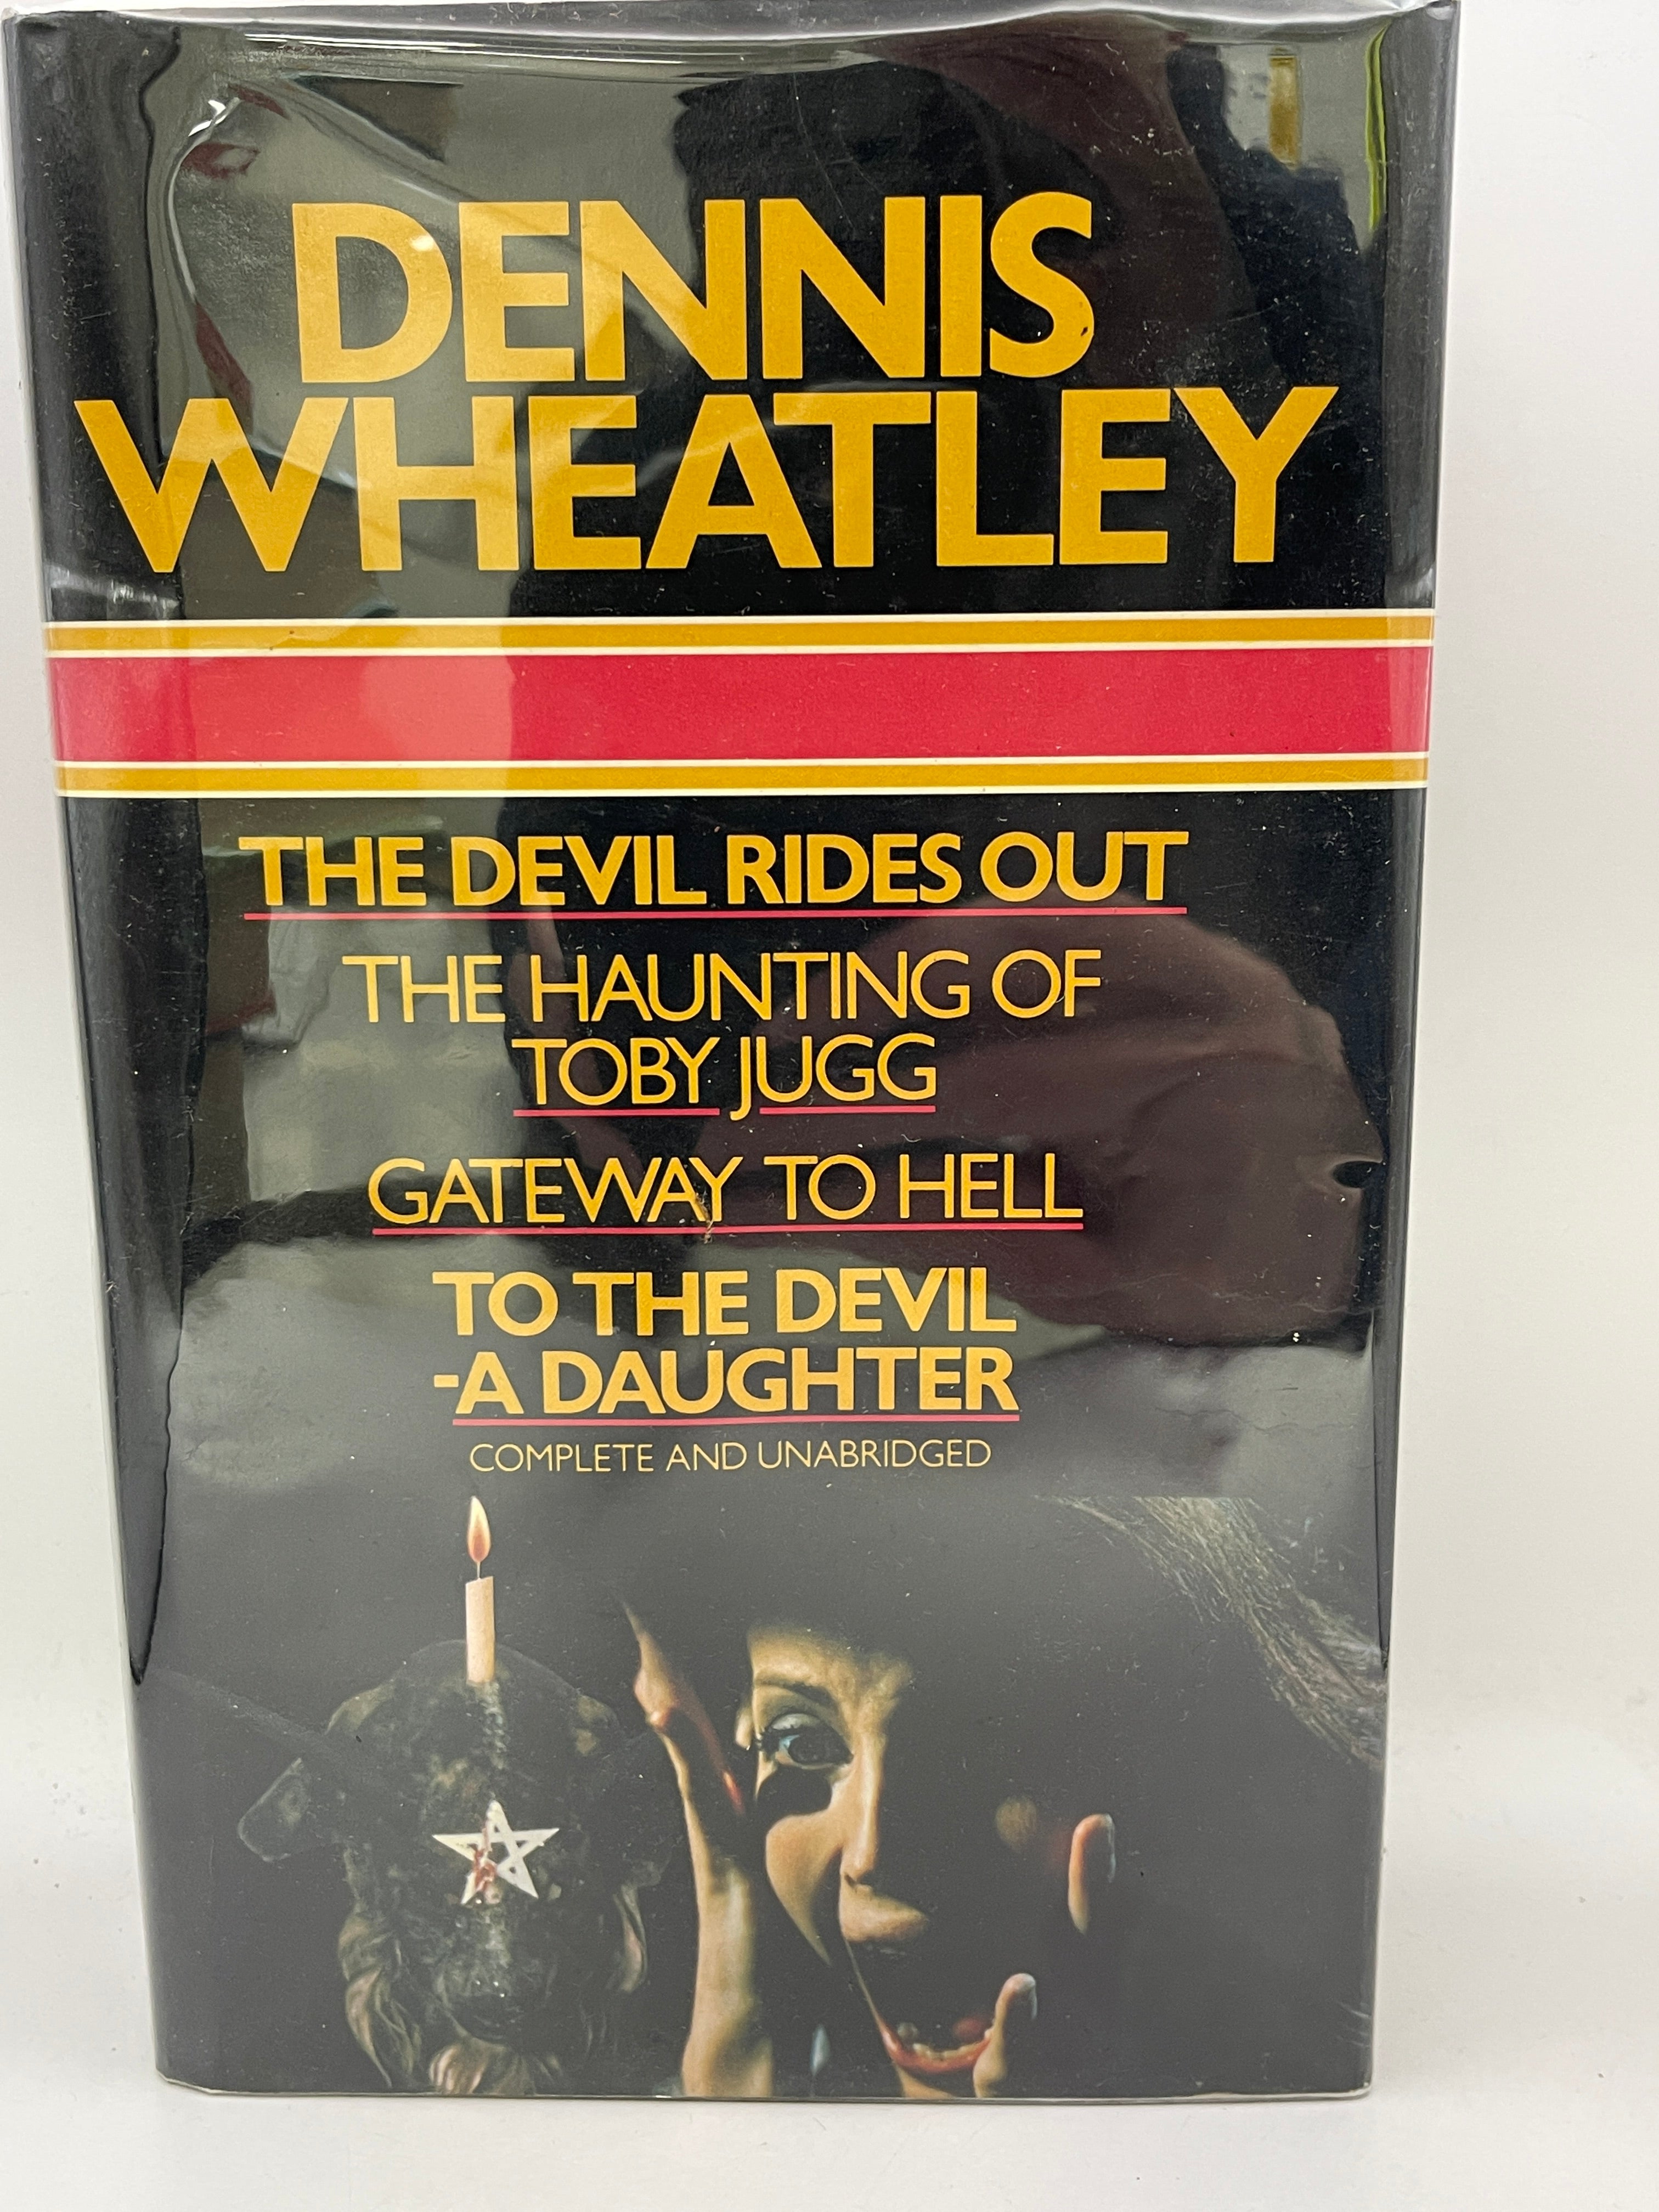 DENNIS
WHEATLEY
THE DEVIL RIDES OUT
THE HAUNTING OF
TOBY JUGG
GATEWAY TO HELL
TO THE DEVIL
-A DAUGHTER
COMPLETE AND UNABRIDGED